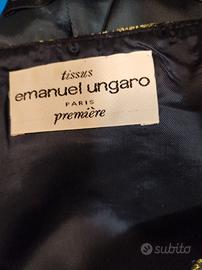 tissus
emanuel ungaro
PARIS
première
subito